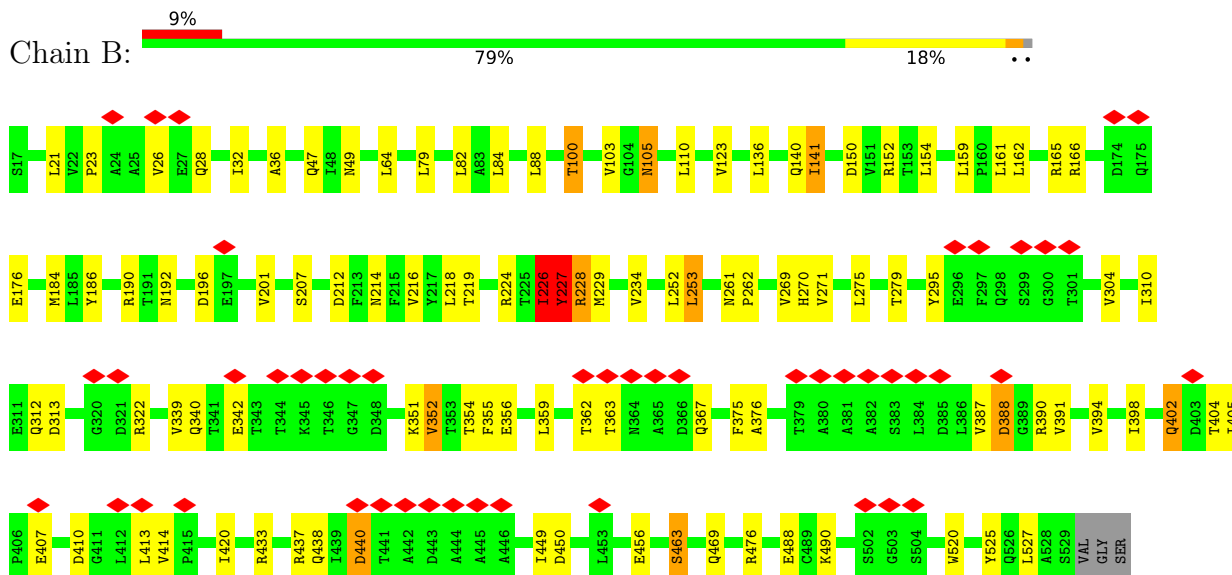 9%
Chain B:
79% 18% ••
S17 L21 V22 P23 A24 A25 V26 E27 Q28 I32 A36 Q47 I48 N49 L64 L79 L82 A83 L84 L88 T100 V103 G104 N105 L110 V123 L136 Q140 I141 D150 V151 R152 T153 L154 L159 P160 L161 L162 R165 R166 D174 Q175
E176 M184 L185 Y186 R190 T191 N192 D196 E197 V201 S207 D212 F213 N214 F215 V216 Y217 L218 T219 R224 T225 I226 Y227 R228 M229 V234 L252 L253 N261 P262 V269 H270 V271 L275 T279 Y295 E296 F297 Q298 S299 G300 T301 V304 I310
E311 Q312 D313 G320 D321 R322 V339 Q340 T341 E342 T343 T344 K345 T346 G347 D348 K351 V352 T353 T354 F355 E356 L359 T362 T363 N364 A365 D366 Q367 F375 A376 T379 A380 A381 A382 S383 L384 D385 L386 V387 D388 G389 R390 V391 V394 I398 Q402 D403 T404 I405
P406 E407 D410 G411 L412 L413 V414 P415 I420 R433 R437 Q438 I439 D440 T441 A442 D443 A444 A445 A446 I449 D450 L453 E456 S463 Q469 R476 E488 C489 K490 S502 G503 S504 W520 Y525 Q526 L527 A528 S529 VAL GLY SER